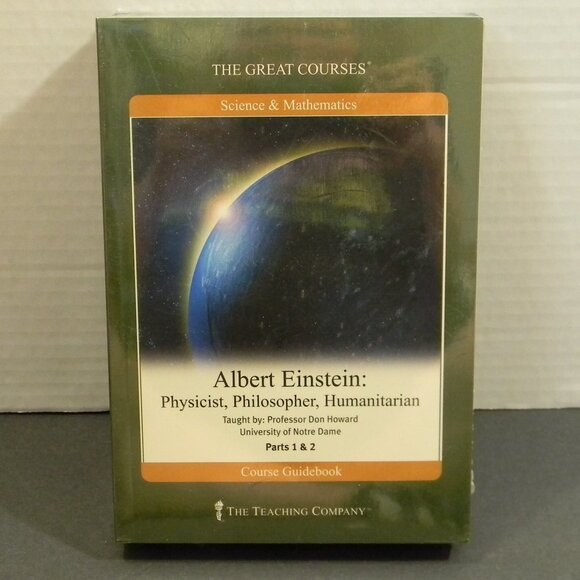 THE GREAT COURSES®
Science & Mathematics
Albert Einstein:
Physicist, Philosopher, Humanitarian
Taught by: Professor Don Howard
University of Notre Dame
Parts 1 & 2
Course Guidebook
THE TEACHING COMPANY™